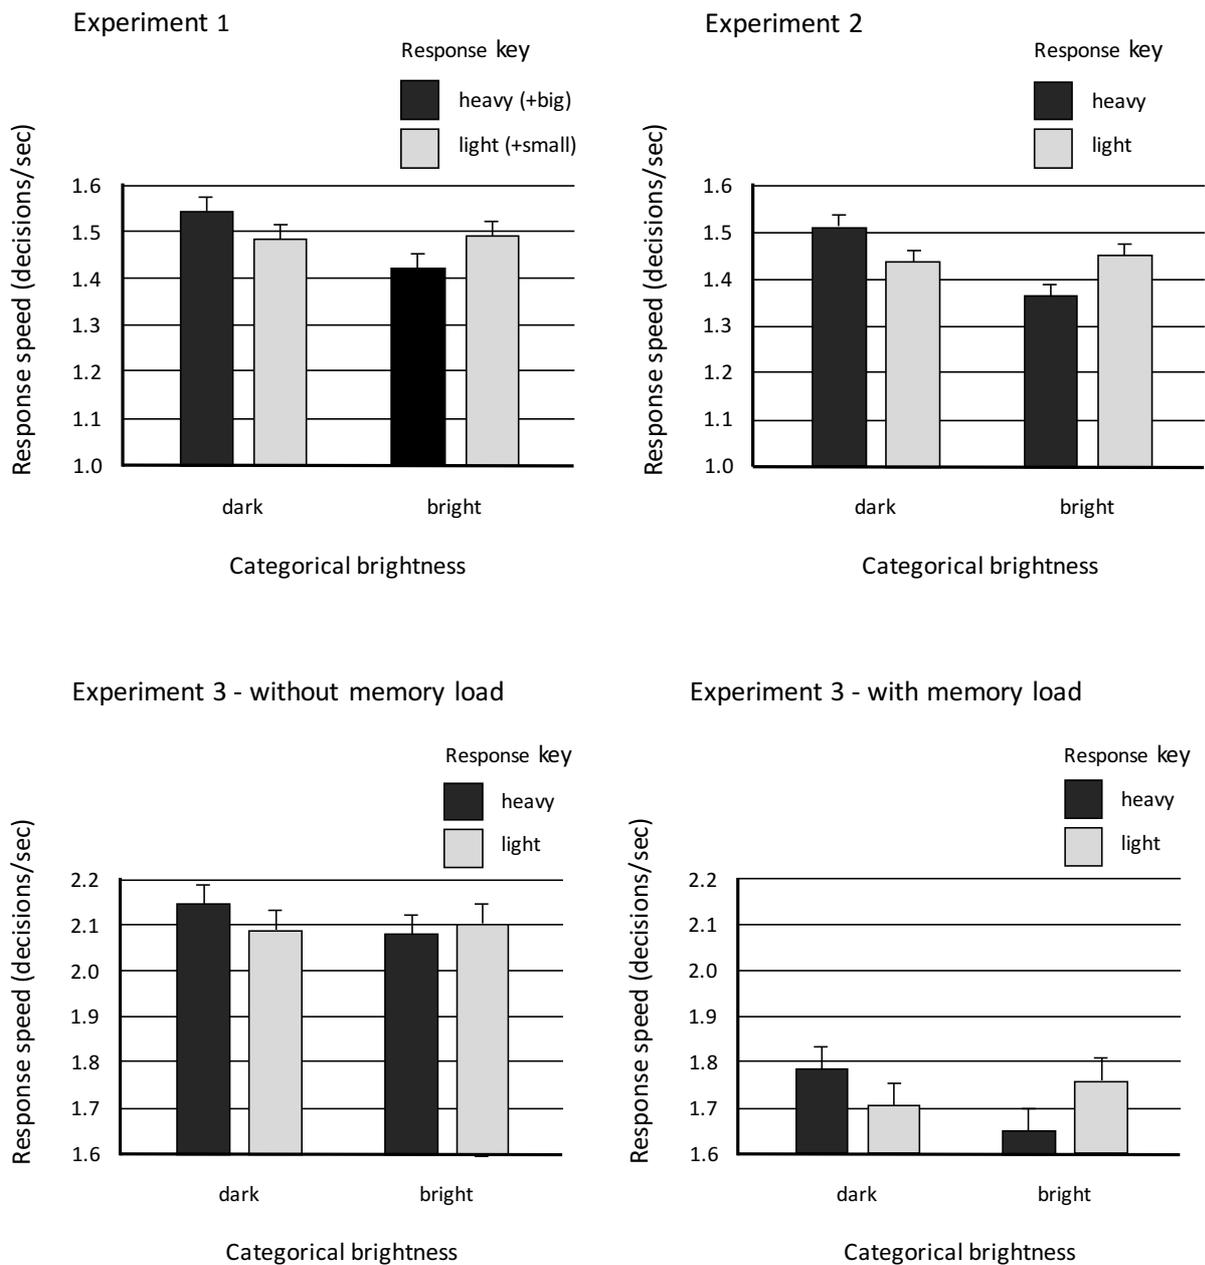 Experiment 1
Response key
heavy (+big)
light (+small)
Response speed (decisions/sec)
1.6
1.5
1.4
1.3
1.2
1.1
1.0
dark
bright
Categorical brightness
Experiment 2
Response key
heavy
light
Response speed (decisions/sec)
1.6
1.5
1.4
1.3
1.2
1.1
1.0
dark
bright
Categorical brightness
Experiment 3 - without memory load
Response key
heavy
light
Response speed (decisions/sec)
2.2
2.1
2.0
1.9
1.8
1.7
1.6
dark
bright
Categorical brightness
Experiment 3 - with memory load
Response key
heavy
light
Response speed (decisions/sec)
2.2
2.1
2.0
1.9
1.8
1.7
1.6
dark
bright
Categorical brightness